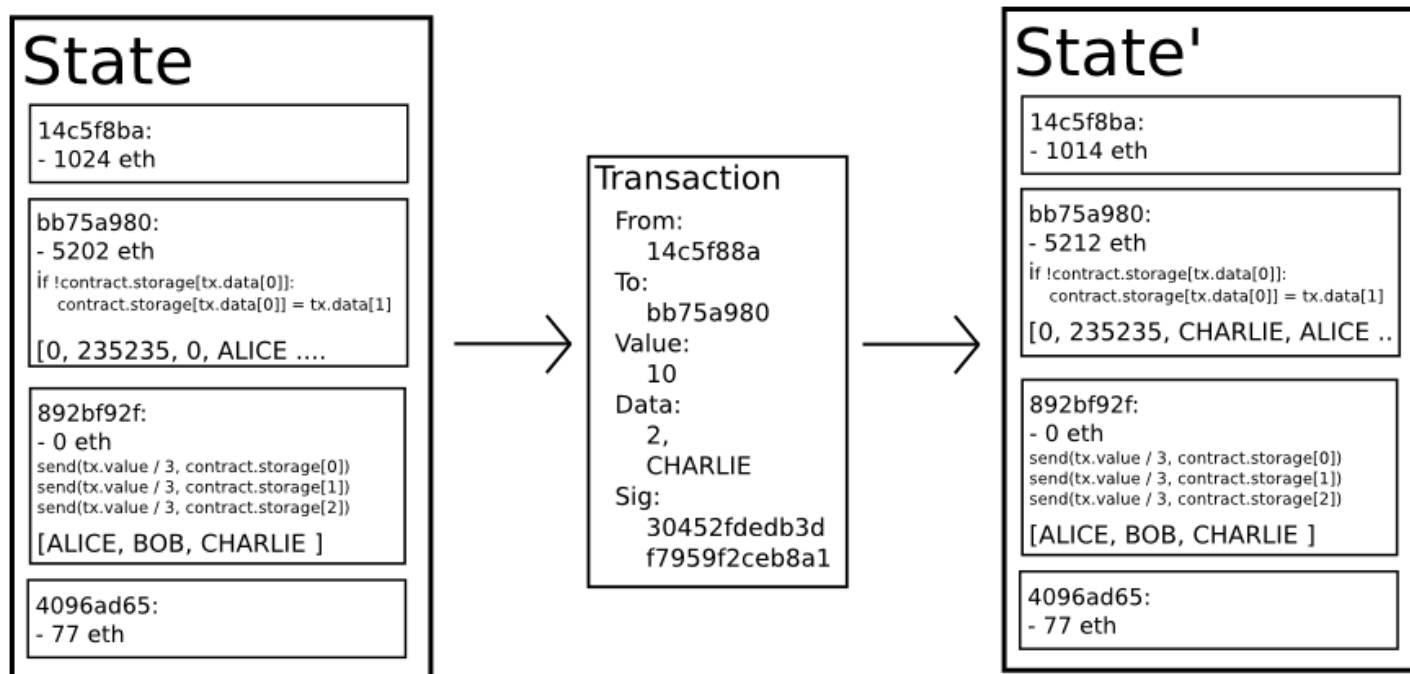 State
14c5f8ba:
- 1024 eth
bb75a980:
- 5202 eth
if !contract.storage[tx.data[0]]:
contract.storage[tx.data[0]] = tx.data[1]
[0, 235235, 0, ALICE ....
892bf92f:
- 0 eth
send(tx.value / 3, contract.storage[0])
send(tx.value / 3, contract.storage[1])
send(tx.value / 3, contract.storage[2])
[ALICE, BOB, CHARLIE ]
4096ad65:
- 77 eth
Transaction
From:
14c5f88a
To:
bb75a980
Value:
10
Data:
2,
CHARLIE
Sig:
30452fdedb3d
f7959f2ceb8a1
State'
14c5f8ba:
- 1014 eth
bb75a980:
- 5212 eth
if !contract.storage[tx.data[0]]:
contract.storage[tx.data[0]] = tx.data[1]
[0, 235235, CHARLIE, ALICE ..
892bf92f:
- 0 eth
send(tx.value / 3, contract.storage[0])
send(tx.value / 3, contract.storage[1])
send(tx.value / 3, contract.storage[2])
[ALICE, BOB, CHARLIE ]
4096ad65:
- 77 eth